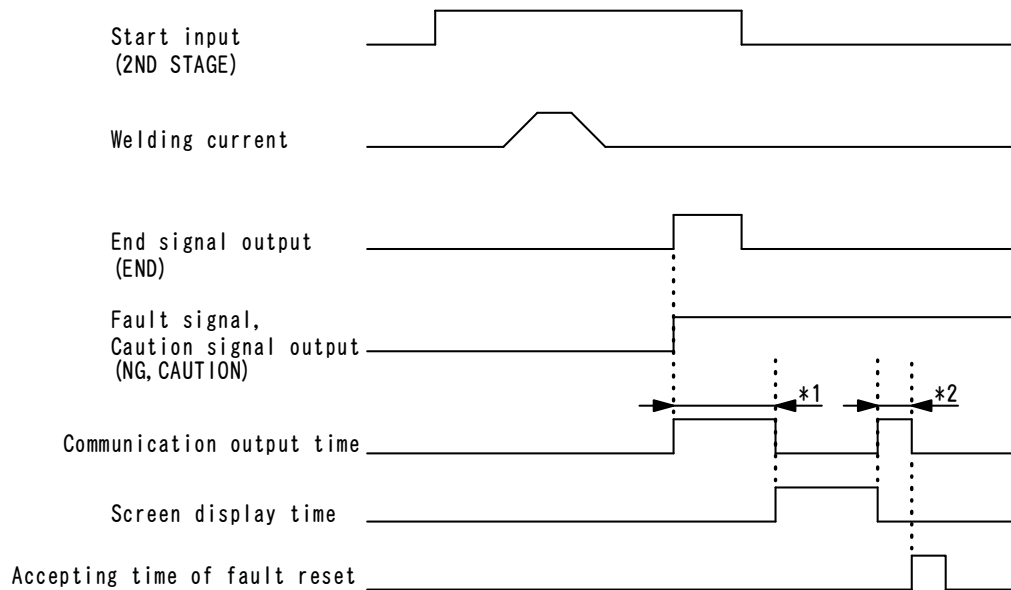 Start input
(2ND STAGE)
Welding current
End signal output
(END)
Fault signal,
Caution signal output
(NG,CAUTION)
*1
*2
Communication output time
Screen display time
Accepting time of fault reset